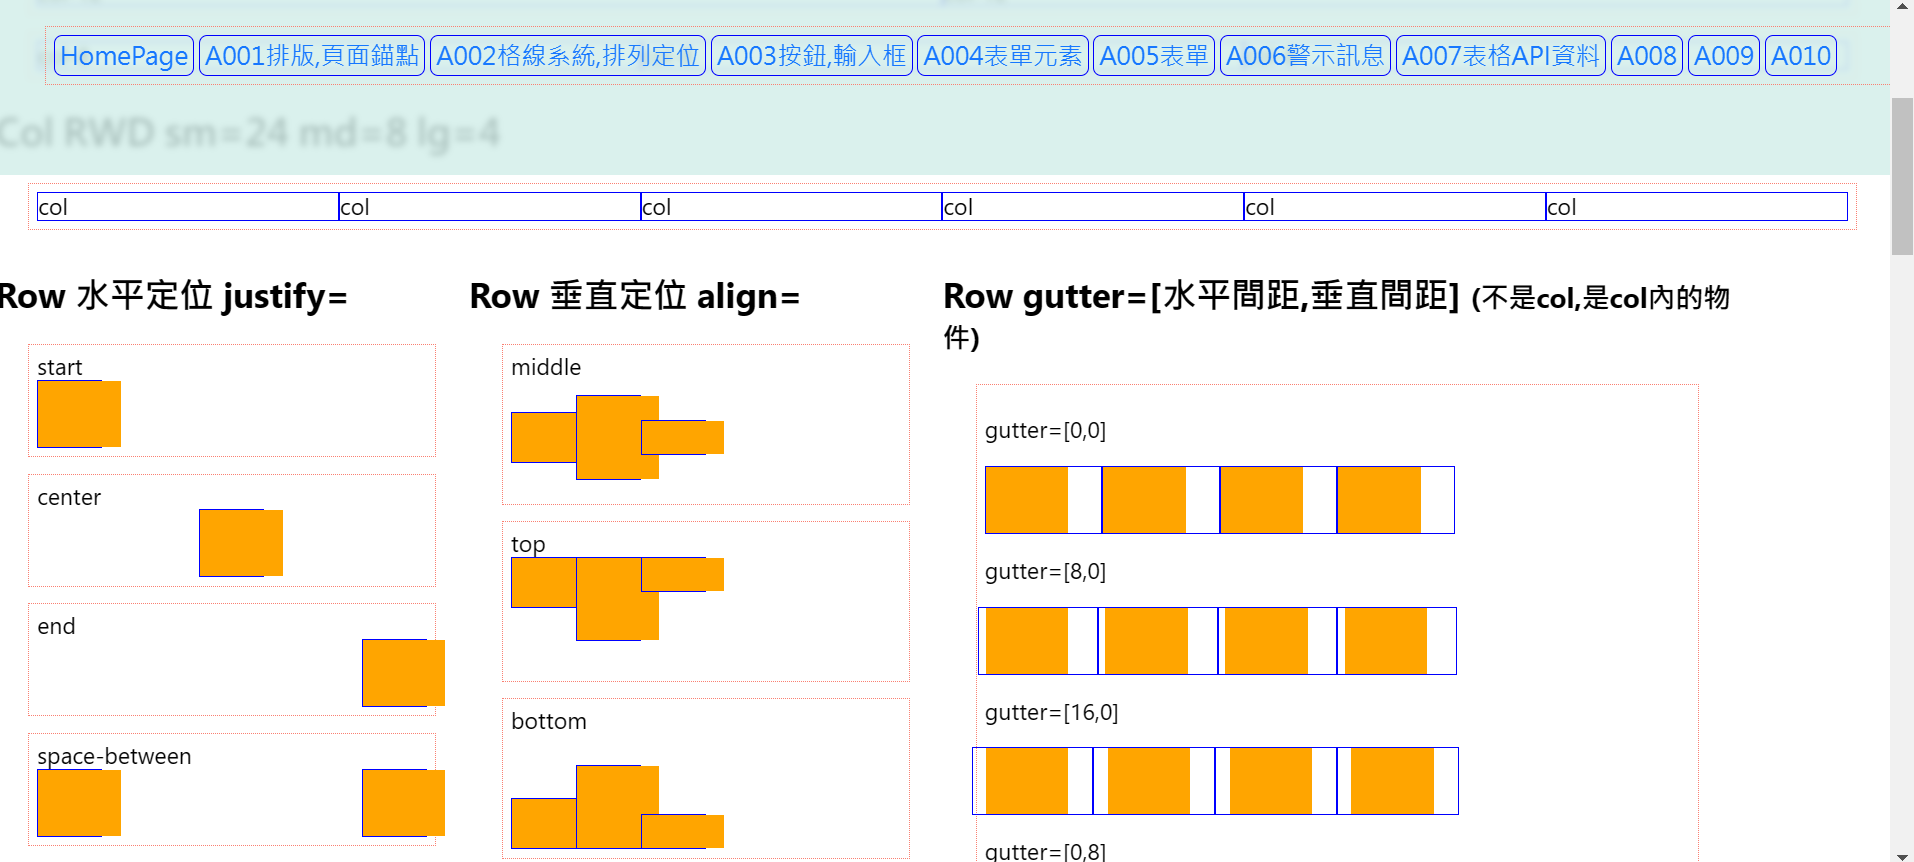 HomePage A001排版,頁面錨點 A002格線系統,排列定位 A003按鈕,輸入框 A004表單元素 A005表單 A006警示訊息 A007表格API資料 A008 A009 A010
Col RWD sm=24 md=8 lg=4
col col col col col col
Row 水平定位 justify=
start
center
end
space-between
Row 垂直定位 align=
middle
top
bottom
Row gutter=[水平間距,垂直間距] (不是col,是col內的物
件)
gutter=[0,0]
gutter=[8,0]
gutter=[16,0]
gutter=[0,8]